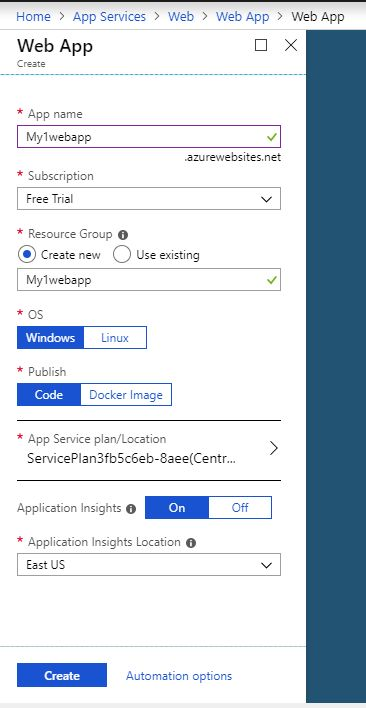 Home > App Services > Web > Web App > Web App
Web App
Create
* App name
My1webapp
.azurewebsites.net
* Subscription
Free Trial
* Resource Group
Create new Use existing
My1webapp
* OS
Windows Linux
* Publish
Code Docker Image
* App Service plan/Location
ServicePlan3fb5c6eb-8aee(Centr...
Application Insights On Off
* Application Insights Location
East US
Create Automation options